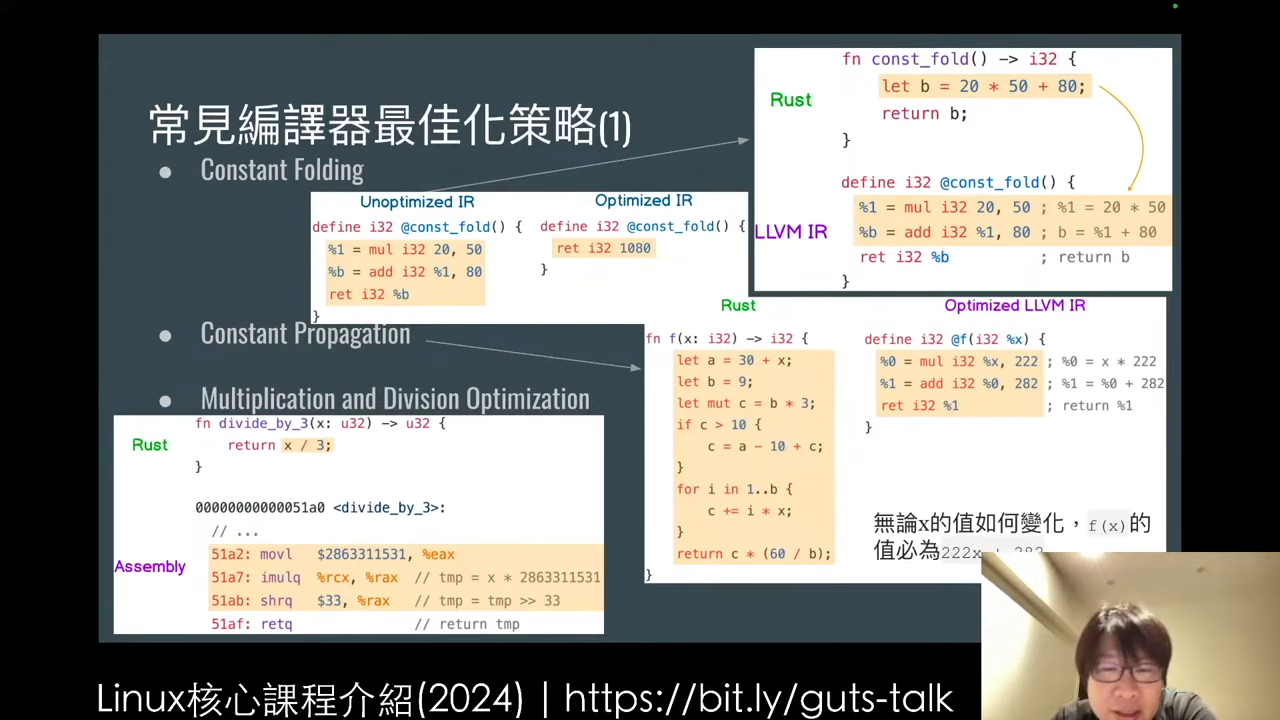 常見編譯器最佳化策略(1)
● Constant Folding
Unoptimized IR
define i32 @const_fold() {
%1 = mul i32 20, 50
%b = add i32 %1, 80
ret i32 %b
}
Optimized IR
define i32 @const_fold() {
ret i32 1080
}
Rust
fn const_fold() -> i32 {
let b = 20 * 50 + 80;
return b;
}
LLVM IR
define i32 @const_fold() {
%1 = mul i32 20, 50 ; %1 = 20 * 50
%b = add i32 %1, 80 ; b = %1 + 80
ret i32 %b ; return b
}
● Constant Propagation
Rust
fn f(x: i32) -> i32 {
let a = 30 + x;
let b = 9;
let mut c = b * 3;
if c > 10 {
c = a - 10 + c;
}
for i in 1..b {
c += i * x;
}
return c * (60 / b);
}
Optimized LLVM IR
define i32 @f(i32 %x) {
%0 = mul i32 %x, 222 ; %0 = x * 222
%1 = add i32 %0, 282 ; %1 = %0 + 282
ret i32 %1 ; return %1
}
無論x的值如何變化，f(x)的
值必為222x + 282
● Multiplication and Division Optimization
Rust
fn divide_by_3(x: u32) -> u32 {
return x / 3;
}
Assembly
00000000000051a0 <divide_by_3>:
// ...
51a2: movl $2863311531, %eax
51a7: imulq %rcx, %rax // tmp = x * 2863311531
51ab: shrq $33, %rax // tmp = tmp >> 33
51af: retq // return tmp
Linux核心課程介紹(2024) | https://bit.ly/guts-talk